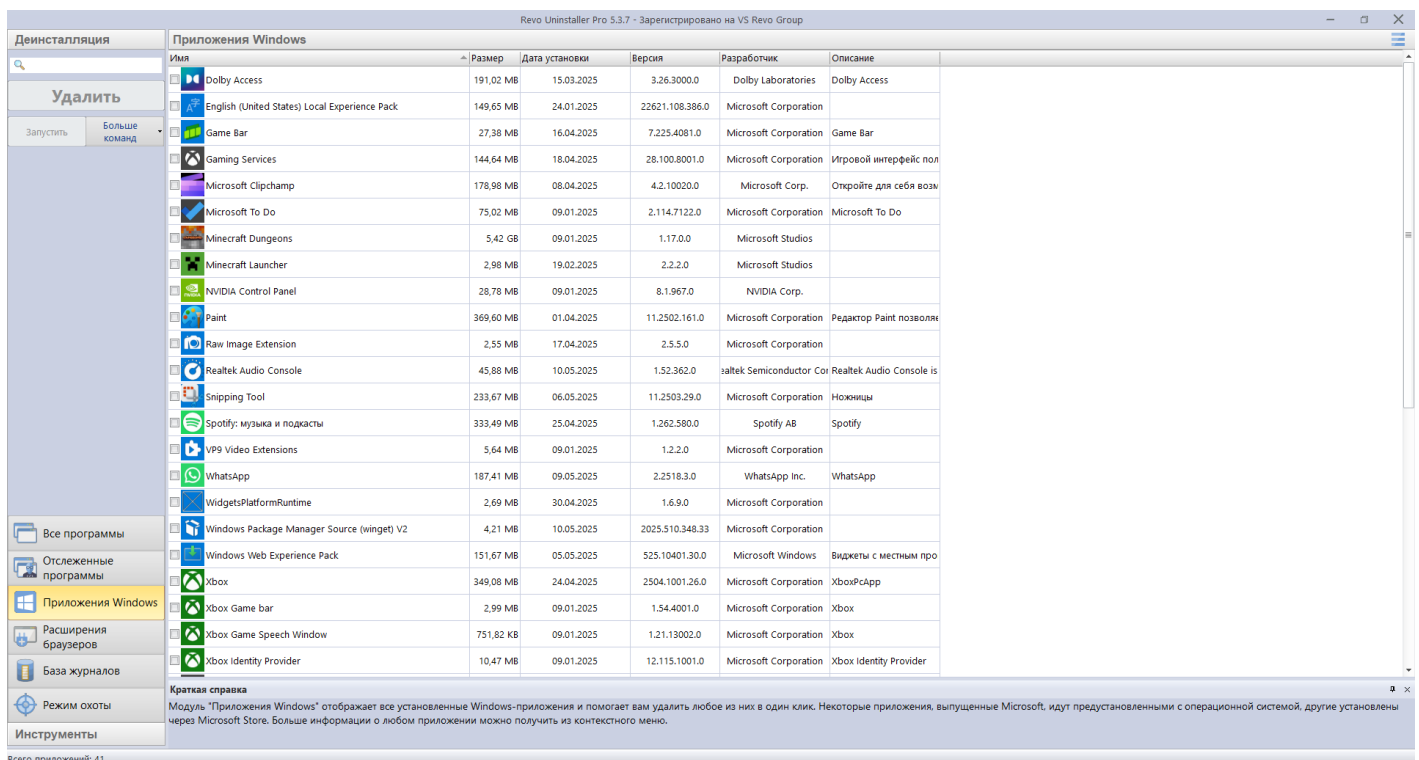 Revo Uninstaller Pro 5.3.7 - Зарегистрировано на VS Revo Group
Деинсталляция
Удалить
Запустить
Больше
команд
Все программы
Отслеженные
программы
Приложения Windows
Расширения
браузеров
База журналов
Режим охоты
Инструменты
Приложения Windows
Имя Размер Дата установки Версия Разработчик Описание
Dolby Access 191,02 MB 15.03.2025 3.26.3000.0 Dolby Laboratories Dolby Access
English (United States) Local Experience Pack 149,65 MB 24.01.2025 22621.108.386.0 Microsoft Corporation
Game Bar 27,38 MB 16.04.2025 7.225.4081.0 Microsoft Corporation Game Bar
Gaming Services 144,64 MB 18.04.2025 28.100.8001.0 Microsoft Corporation Игровой интерфейс пол
Microsoft Clipchamp 178,98 MB 08.04.2025 4.2.10020.0 Microsoft Corp. Откройте для себя возм
Microsoft To Do 75,02 MB 09.01.2025 2.114.7122.0 Microsoft Corporation Microsoft To Do
Minecraft Dungeons 5,42 GB 09.01.2025 1.17.0.0 Microsoft Studios
Minecraft Launcher 2,98 MB 19.02.2025 2.2.2.0 Microsoft Studios
NVIDIA Control Panel 28,78 MB 09.01.2025 8.1.967.0 NVIDIA Corp.
Paint 369,60 MB 01.04.2025 11.2502.161.0 Microsoft Corporation Редактор Paint позволяе
Raw Image Extension 2,55 MB 17.04.2025 2.5.5.0 Microsoft Corporation
Realtek Audio Console 45,88 MB 10.05.2025 1.52.362.0 ealtek Semiconductor Cor Realtek Audio Console is
Snipping Tool 233,67 MB 06.05.2025 11.2503.29.0 Microsoft Corporation Ножницы
Spotify: музыка и подкасты 333,49 MB 25.04.2025 1.262.580.0 Spotify AB Spotify
VP9 Video Extensions 5,64 MB 09.01.2025 1.2.2.0 Microsoft Corporation
WhatsApp 187,41 MB 09.05.2025 2.2518.3.0 WhatsApp Inc. WhatsApp
WidgetsPlatformRuntime 2,69 MB 30.04.2025 1.6.9.0 Microsoft Corporation
Windows Package Manager Source (winget) V2 4,21 MB 10.05.2025 2025.510.348.33 Microsoft Corporation
Windows Web Experience Pack 151,67 MB 05.05.2025 525.10401.30.0 Microsoft Windows Виджеты с местным про
Xbox 349,08 MB 24.04.2025 2504.1001.26.0 Microsoft Corporation XboxPcApp
Xbox Game bar 2,99 MB 09.01.2025 1.54.4001.0 Microsoft Corporation Xbox
Xbox Game Speech Window 751,82 KB 09.01.2025 1.21.13002.0 Microsoft Corporation Xbox
Xbox Identity Provider 10,47 MB 09.01.2025 12.115.1001.0 Microsoft Corporation Xbox Identity Provider
Краткая справка
Модуль "Приложения Windows" отображает все установленные Windows-приложения и помогает вам удалить любое из них в один клик. Некоторые приложения, выпущенные Microsoft, идут предустановленными с операционной системой, другие установлены
через Microsoft Store. Больше информации о любом приложении можно получить из контекстного меню.
Всего приложений: 41